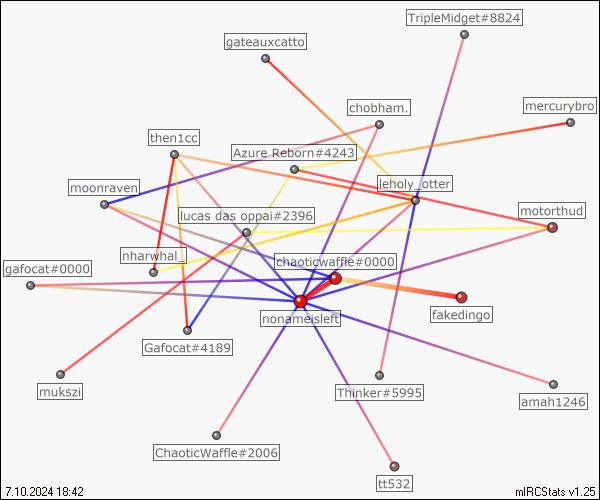 TripleMidget#8824
gateauxcatto
mercurybro
chobham.
then1cc
Azure Reborn#4243
leholy_otter
moonraven
lucas das oppai#2396
motorthud
nharwhal_
chaoticwaffle#0000
gafocat#0000
nonameisleft
fakedingo
Gafocat#4189
mukszi
Thinker#5995
amah1246
ChaoticWaffle#2006
tt532
7.10.2024 18:42
mIRCStats v1.25